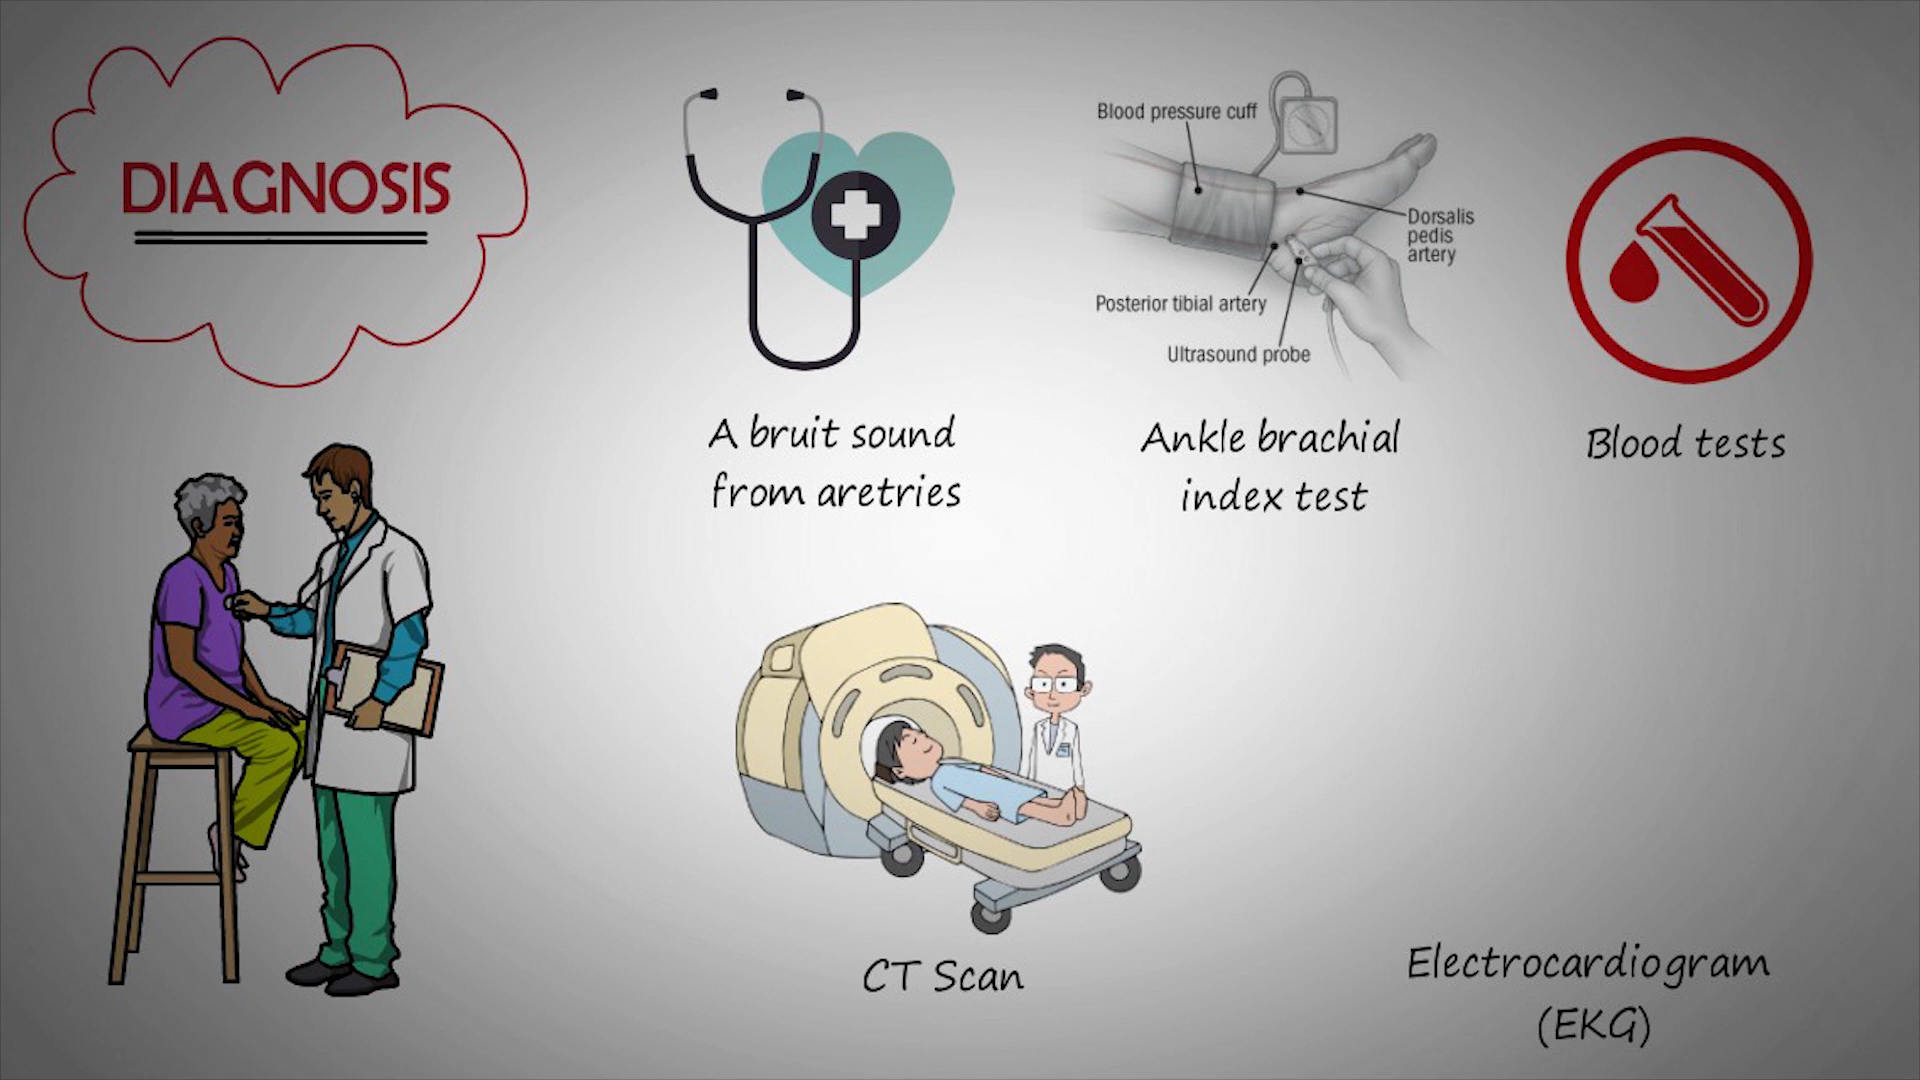 DIAGNOSIS
A bruit sound
from aretries
Blood pressure cuff
Dorsalis
pedis
artery
Posterior tibial artery
Ultrasound probe
Ankle brachial
index test
Blood tests
CT Scan
Electrocardiogram
(EKG)